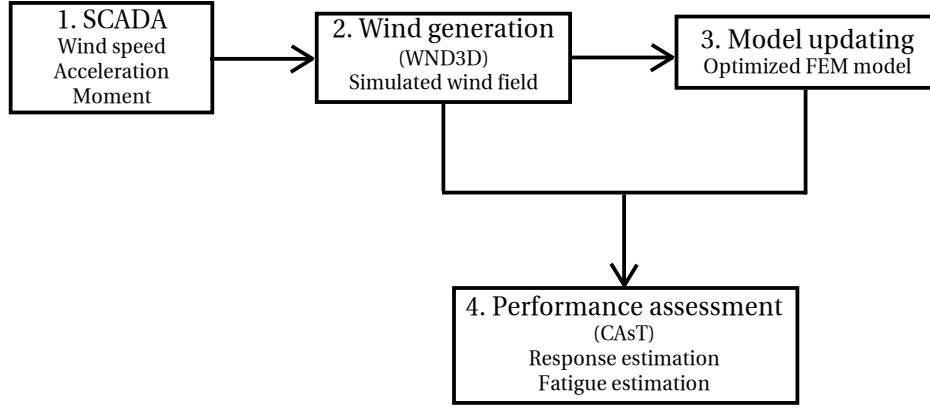 1. SCADA
Wind speed
Acceleration
Moment
2. Wind generation
(WND3D)
Simulated wind field
3. Model updating
Optimized FEM model
4. Performance assessment
(CAsT)
Response estimation
Fatigue estimation